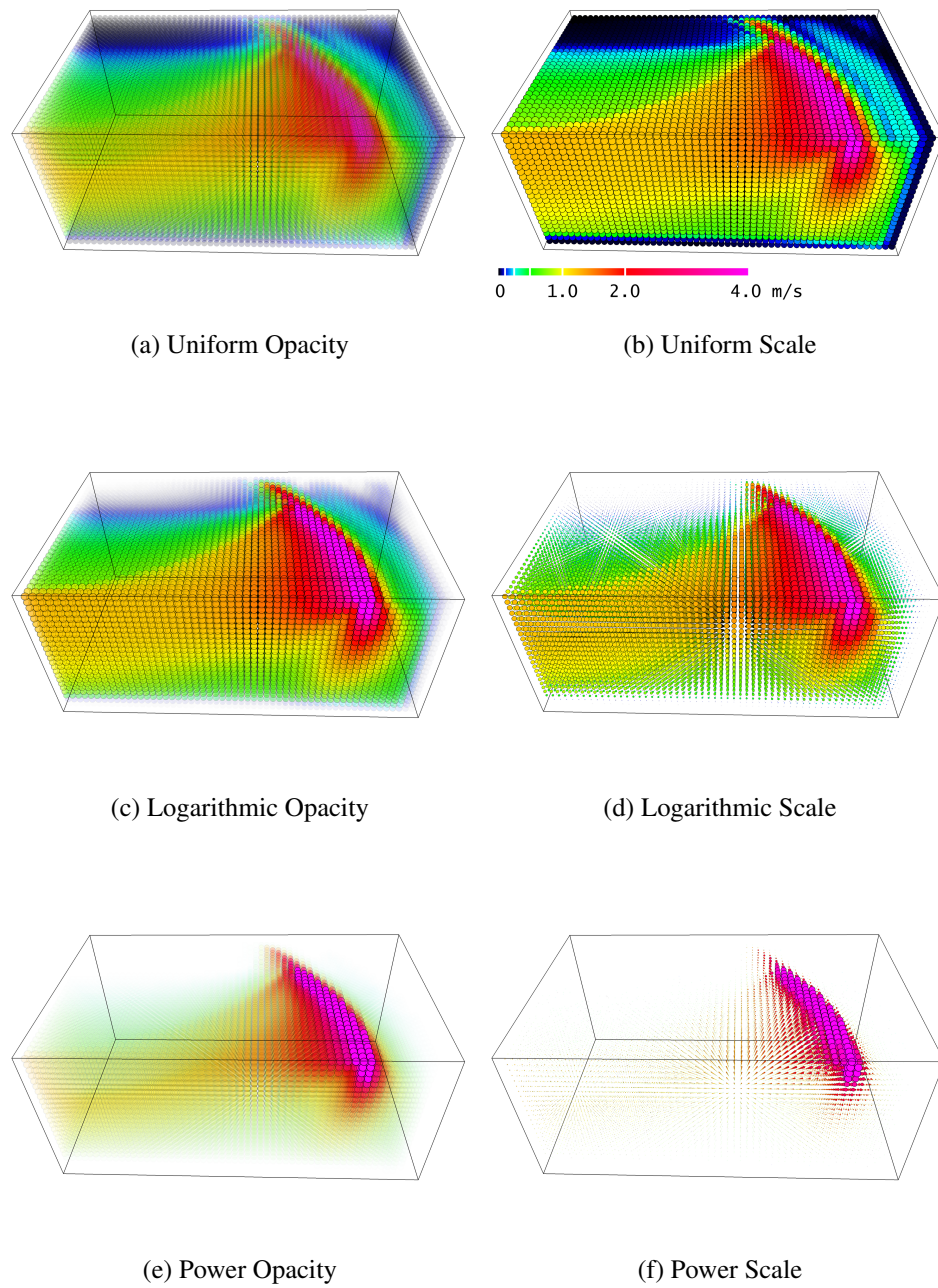 0 1.0 2.0 4.0 m/s
(a) Uniform Opacity
(b) Uniform Scale
(c) Logarithmic Opacity
(d) Logarithmic Scale
(e) Power Opacity
(f) Power Scale